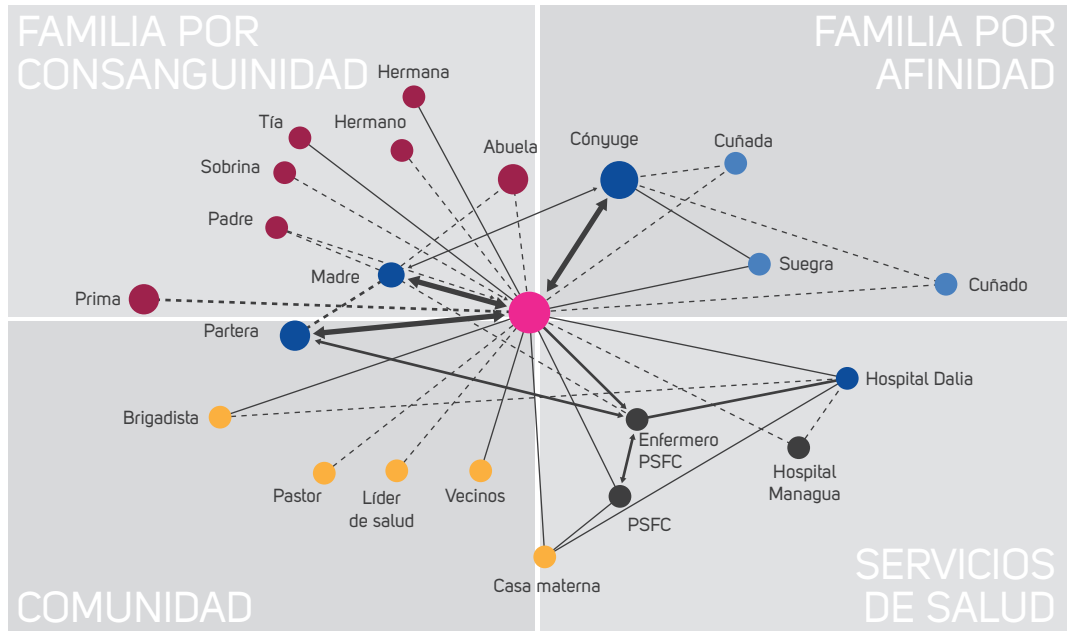 FAMILIA POR
CONSANGUINIDAD
FAMILIA POR
AFINIDAD
Hermana
Tía
Hermano
Abuela
Cónyuge
Cuñada
Sobrina
Padre
Madre
Suegra
Cuñado
Prima
Partera
Hospital Dalia
Brigadista
Enfermero
PSFC
Hospital
Managua
Pastor
Líder
de salud
Vecinos
PSFC
Casa materna
COMUNIDAD
SERVICIOS
DE SALUD